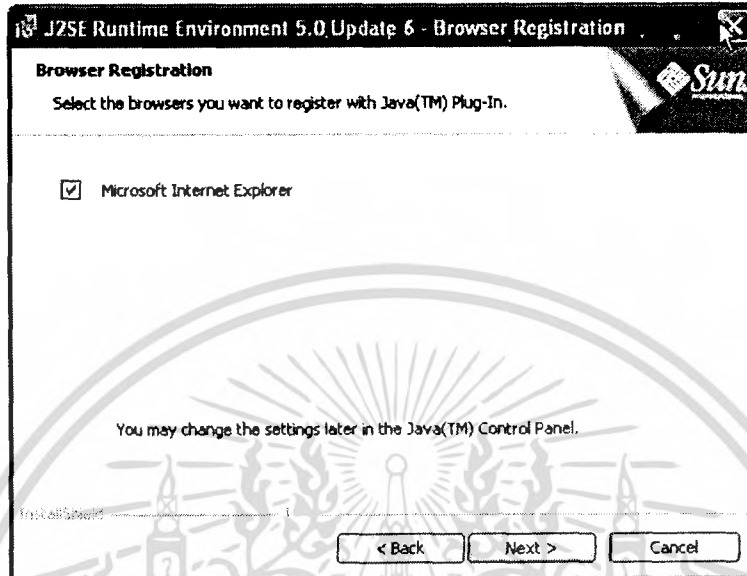 J2SE Runtime Environment 5.0 Update 6 - Browser Registration
Browser Registration
Select the browsers you want to register with Java(TM) Plug-In.
Sun
Microsoft Internet Explorer
You may change the settings later in the Java(TM) Control Panel.
InstallShield
< Back
Next >
Cancel